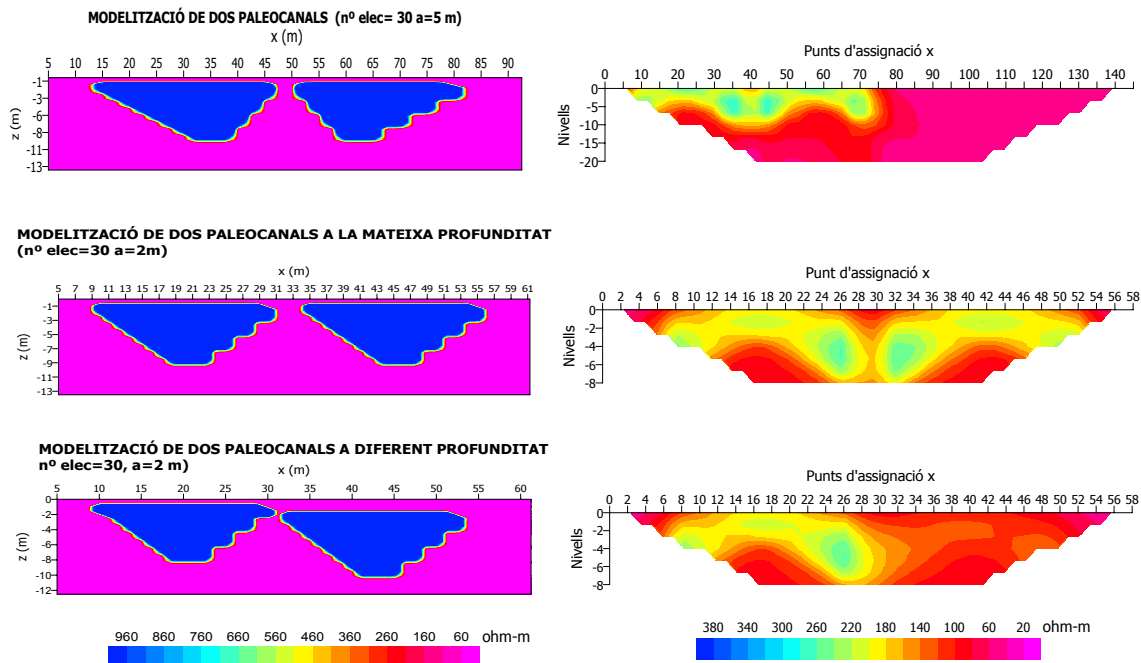 MODELITZACIÓ DE DOS PALEOCANALS (nº elec= 30 a=5 m)
x (m)
5 10 15 20 25 30 35 40 45 50 55 60 65 70 75 80 85 90
-1
-3
-6
-8
-11
-13
z (m)
Punts d'assignació x
0 10 20 30 40 50 60 70 80 90 100 110 120 130 140
0
-5
-10
-15
-20
Nivells
MODELITZACIÓ DE DOS PALEOCANALS A LA MATEIXA PROFUNDITAT
(nº elec=30 a=2m)
x (m)
5 7 9 11 13 15 17 19 21 23 25 27 29 31 33 35 37 39 41 43 45 47 49 51 53 55 57 59 61
-1
-3
-5
-7
-9
-11
-13
z (m)
Punt d'assignació x
0 2 4 6 8 10 12 14 16 18 20 22 24 26 28 30 32 34 36 38 40 42 44 46 48 50 52 54 56 58
0
-2
-4
-6
-8
Nivells
MODELITZACIÓ DE DOS PALEOCANALS A DIFERENT PROFUNDITAT
nº elec=30, a=2 m)
x (m)
5 10 15 20 25 30 35 40 45 50 55 60
0
-2
-4
-6
-8
-10
-12
z (m)
Punts d'assignació x
0 2 4 6 8 10 12 14 16 18 20 22 24 26 28 30 32 34 36 38 40 42 44 46 48 50 52 54 56 58
0
-2
-4
-6
-8
Nivells
960 860 760 660 560 460 360 260 160 60 ohm-m
380 340 300 260 220 180 140 100 60 20 ohm-m